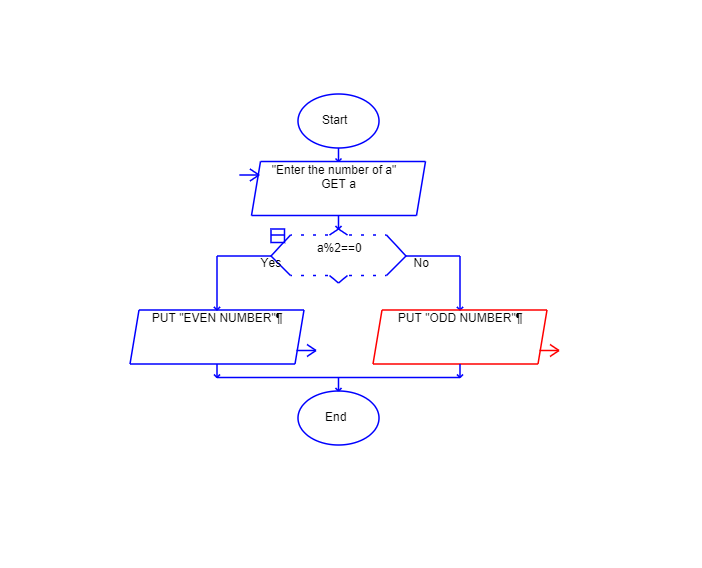 Start
"Enter the number of a"
GET a
a%2==0
Yes
No
PUT "EVEN NUMBER"¶
PUT "ODD NUMBER"¶
End